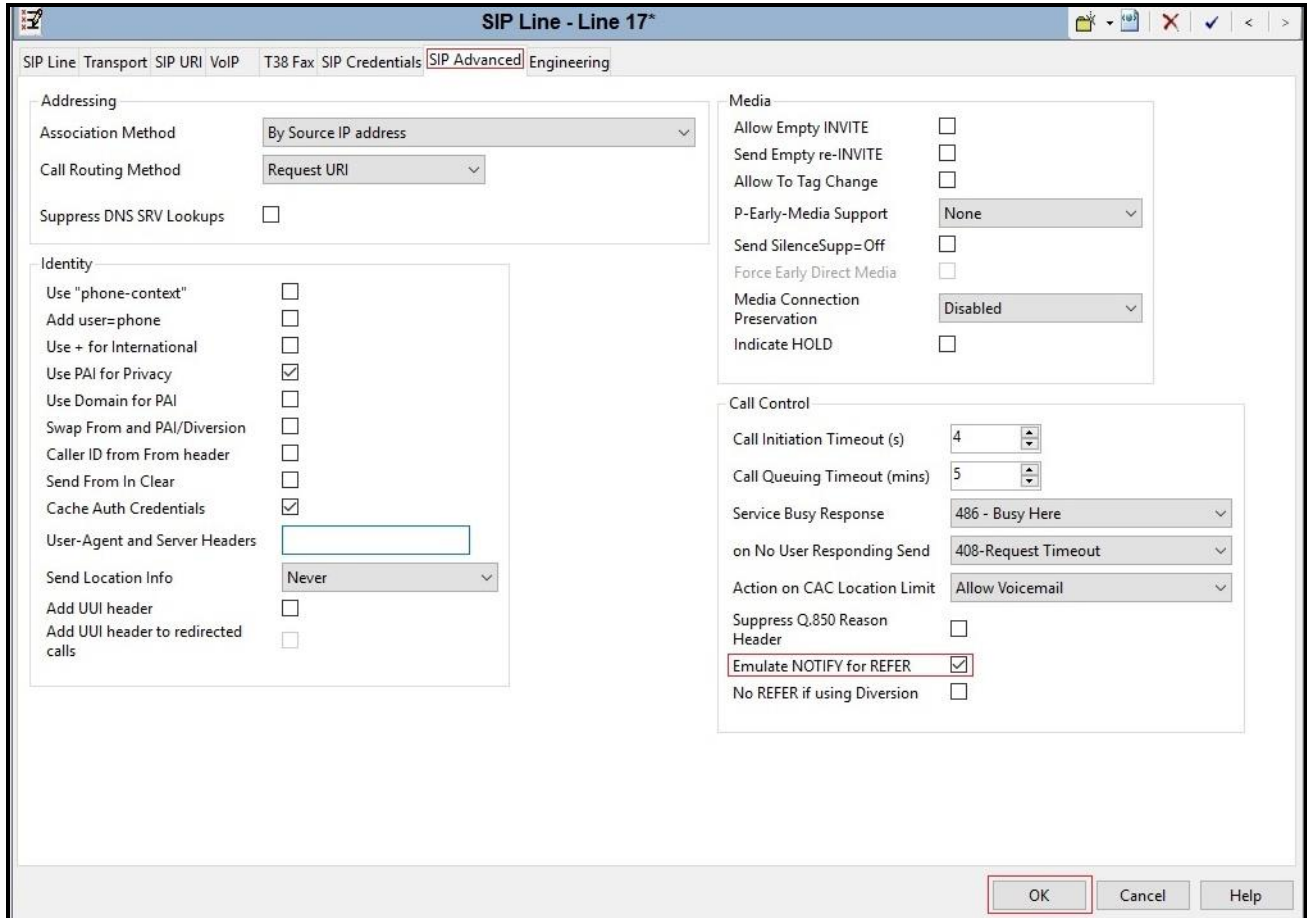 SIP Line - Line 17*
SIP Line Transport SIP URI VoIP T38 Fax SIP Credentials SIP Advanced Engineering
Addressing
Association Method By Source IP address
Call Routing Method Request URI
Suppress DNS SRV Lookups
Identity
Use "phone-context"
Add user=phone
Use + for International
Use PAI for Privacy
Use Domain for PAI
Swap From and PAI/Diversion
Caller ID from From header
Send From In Clear
Cache Auth Credentials
User-Agent and Server Headers
Send Location Info Never
Add UUI header
Add UUI header to redirected
calls
Media
Allow Empty INVITE
Send Empty re-INVITE
Allow To Tag Change
P-Early-Media Support None
Send SilenceSupp=Off
Force Early Direct Media
Media Connection
Preservation Disabled
Indicate HOLD
Call Control
Call Initiation Timeout (s) 4
Call Queuing Timeout (mins) 5
Service Busy Response 486 - Busy Here
on No User Responding Send 408-Request Timeout
Action on CAC Location Limit Allow Voicemail
Suppress Q.850 Reason
Header
Emulate NOTIFY for REFER
No REFER if using Diversion
OK Cancel Help